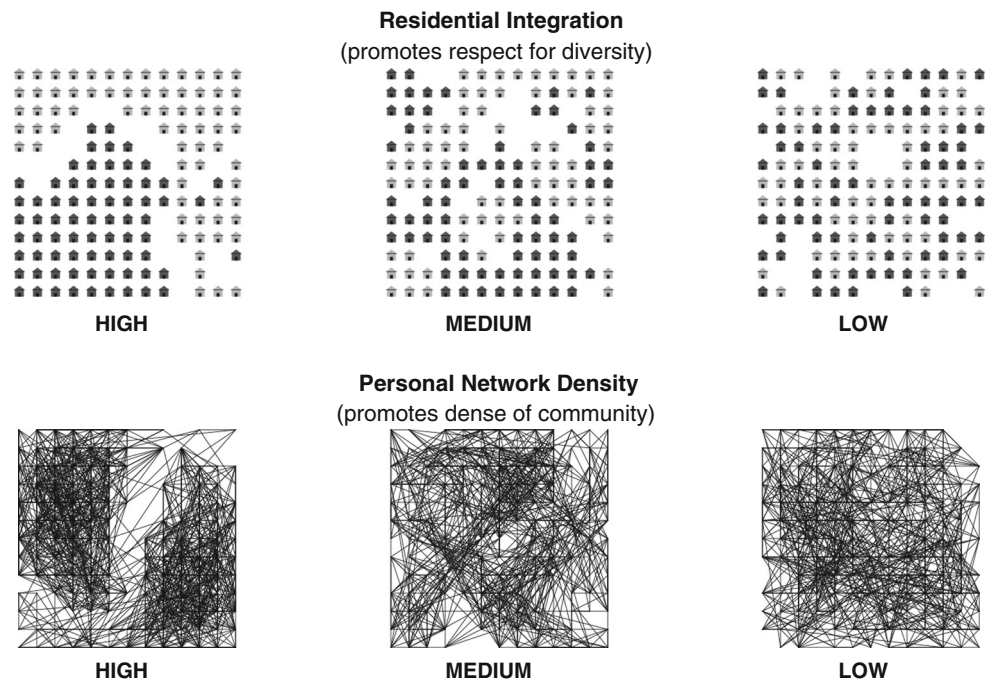 Residential Integration
(promotes respect for diversity)
HIGH
MEDIUM
LOW
Personal Network Density
(promotes dense of community)
HIGH
MEDIUM
LOW